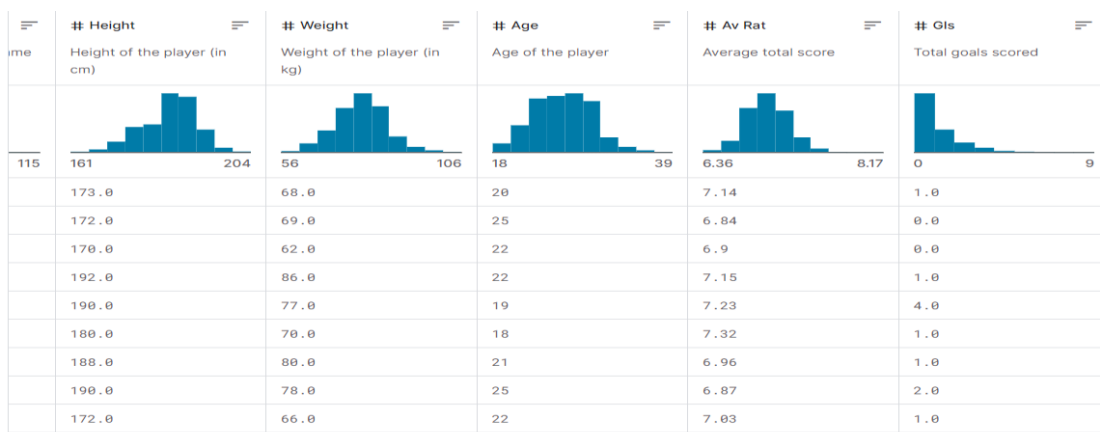 # Height # Weight # Age # Av Rat # Gls
Height of the player (in Weight of the player (in Age of the player Average total score Total goals scored
cm) kg)
115 161 204 56 106 18 39 6.36 8.17 0 9
173.0 68.0 20 7.14 1.0
172.0 69.0 25 6.84 0.0
170.0 62.0 22 6.9 0.0
192.0 86.0 22 7.15 1.0
190.0 77.0 19 7.23 4.0
180.0 70.0 18 7.32 1.0
188.0 80.0 21 6.96 1.0
190.0 78.0 25 6.87 2.0
172.0 66.0 22 7.03 1.0